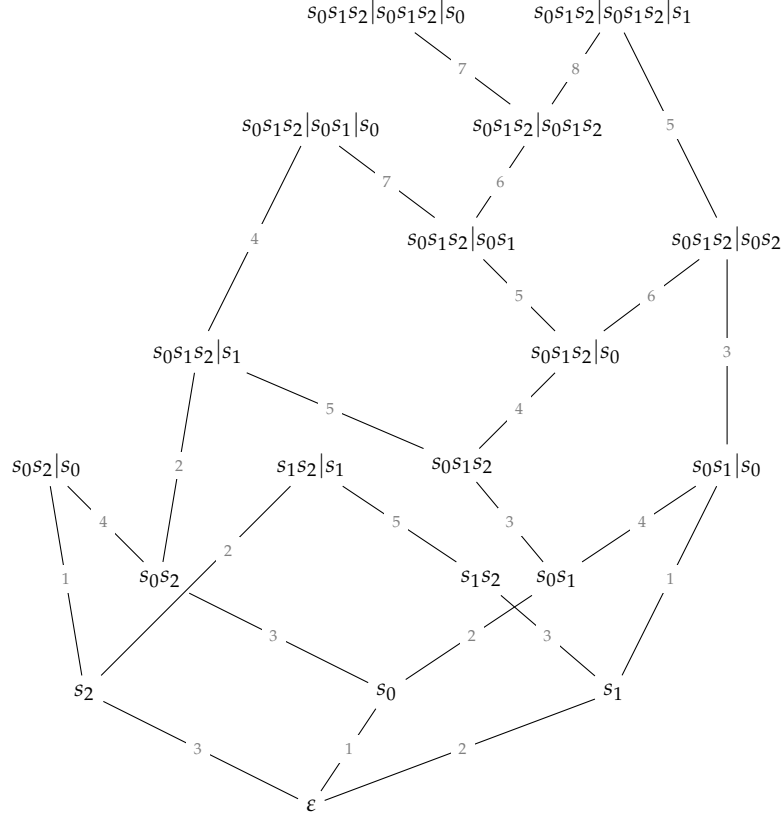 s₀s₁s₂|s₀s₁s₂|s₀ s₀s₁s₂|s₀s₁s₂|s₁
7 8
s₀s₁s₂|s₀s₁|s₀ s₀s₁s₂|s₀s₁s₂ 5
7 6
4 s₀s₁s₂|s₀s₁ s₀s₁s₂|s₀s₂
5 6
s₀s₁s₂|s₁ s₀s₁s₂|s₀ 3
5 4
s₀s₂|s₀ 2 s₁s₂|s₁ s₀s₁s₂ s₀s₁|s₀
4 2 5 3 4
1 s₀s₂ s₁s₂ s₀s₁ 1
3 2 3
s₂ s₀ s₁
3 1 2
ε